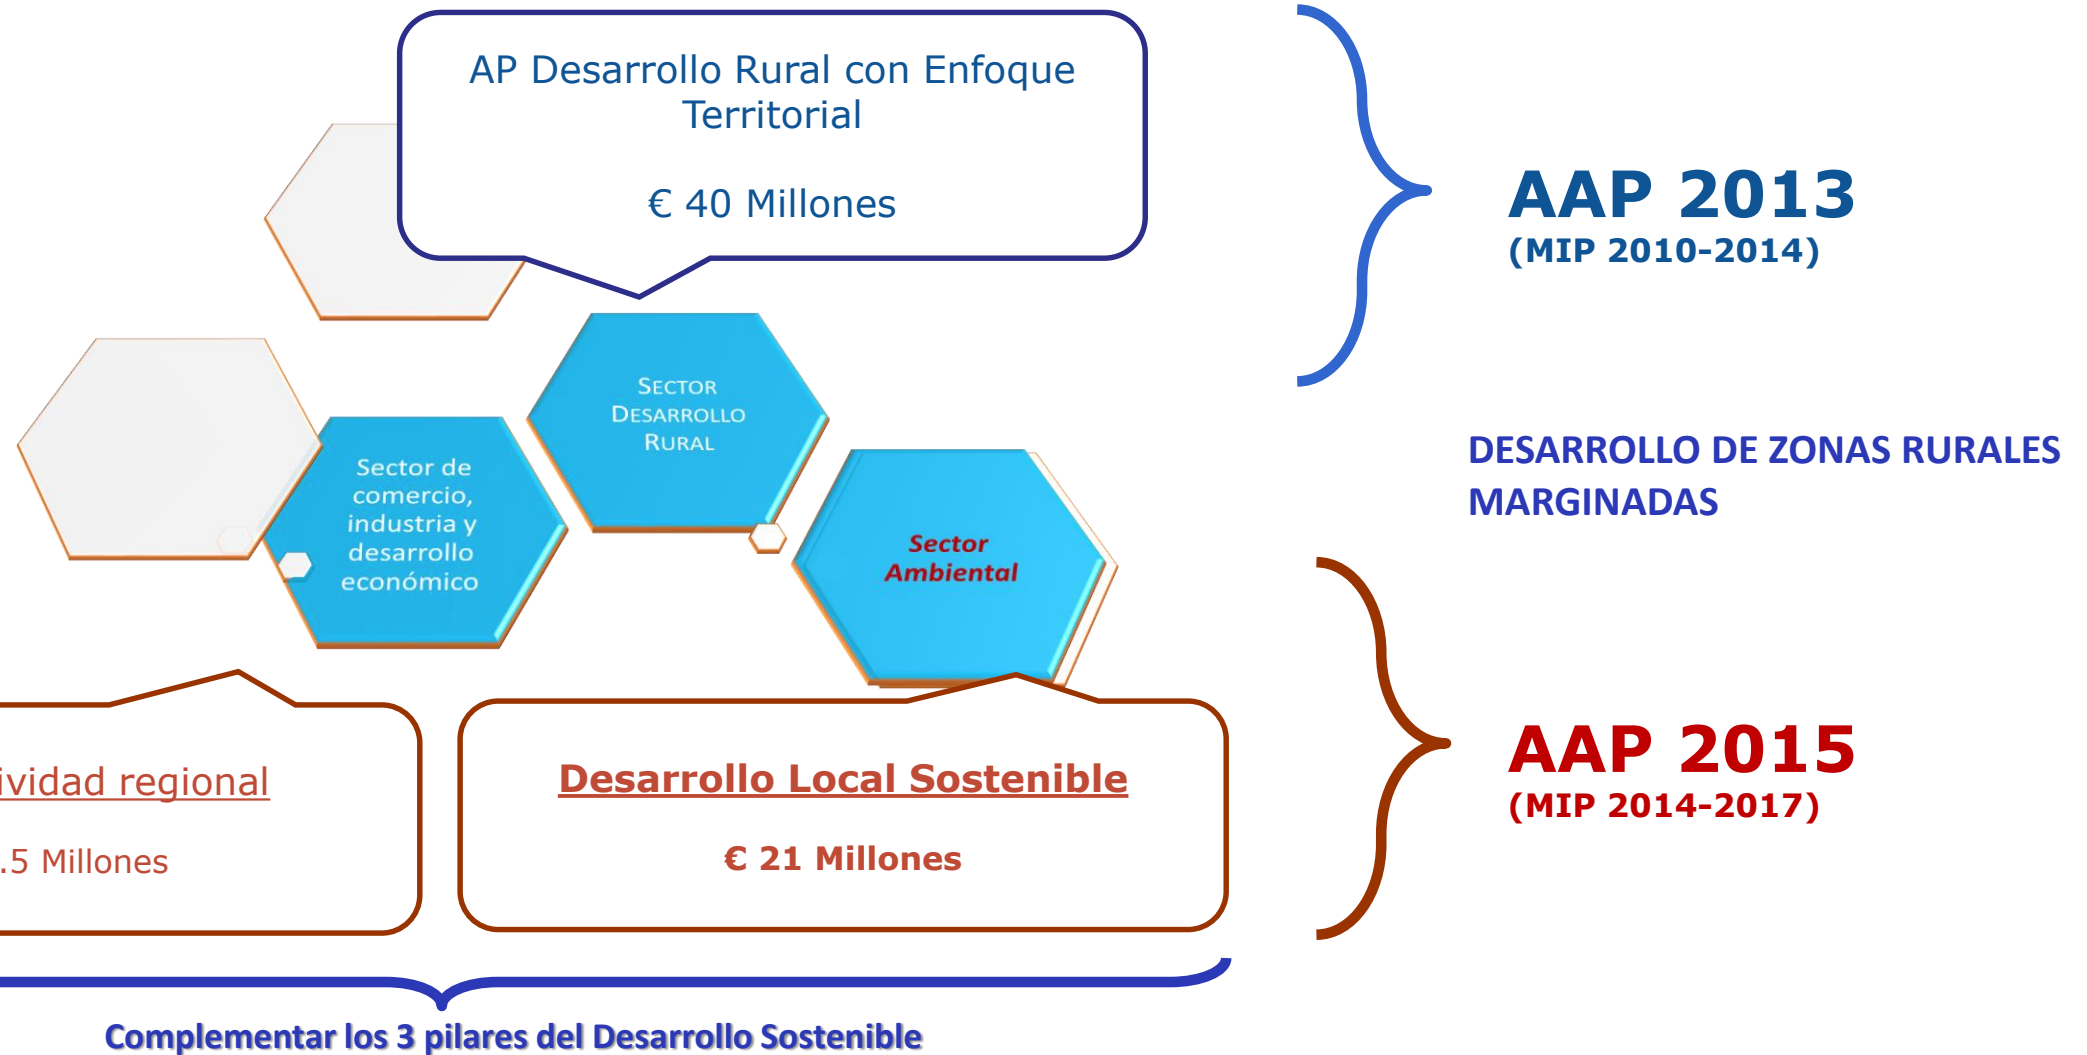 AP Desarrollo Rural con Enfoque
Territorial
€ 40 Millones
AAP 2013
(MIP 2010-2014)
SECTOR
DESARROLLO
RURAL
Sector de
comercio,
industria y
desarrollo
económico
Sector
Ambiental
DESARROLLO DE ZONAS RURALES
MARGINADAS
regional
.5 Millones
Desarrollo Local Sostenible
€ 21 Millones
AAP 2015
(MIP 2014-2017)
Complementar los 3 pilares del Desarrollo Sostenible